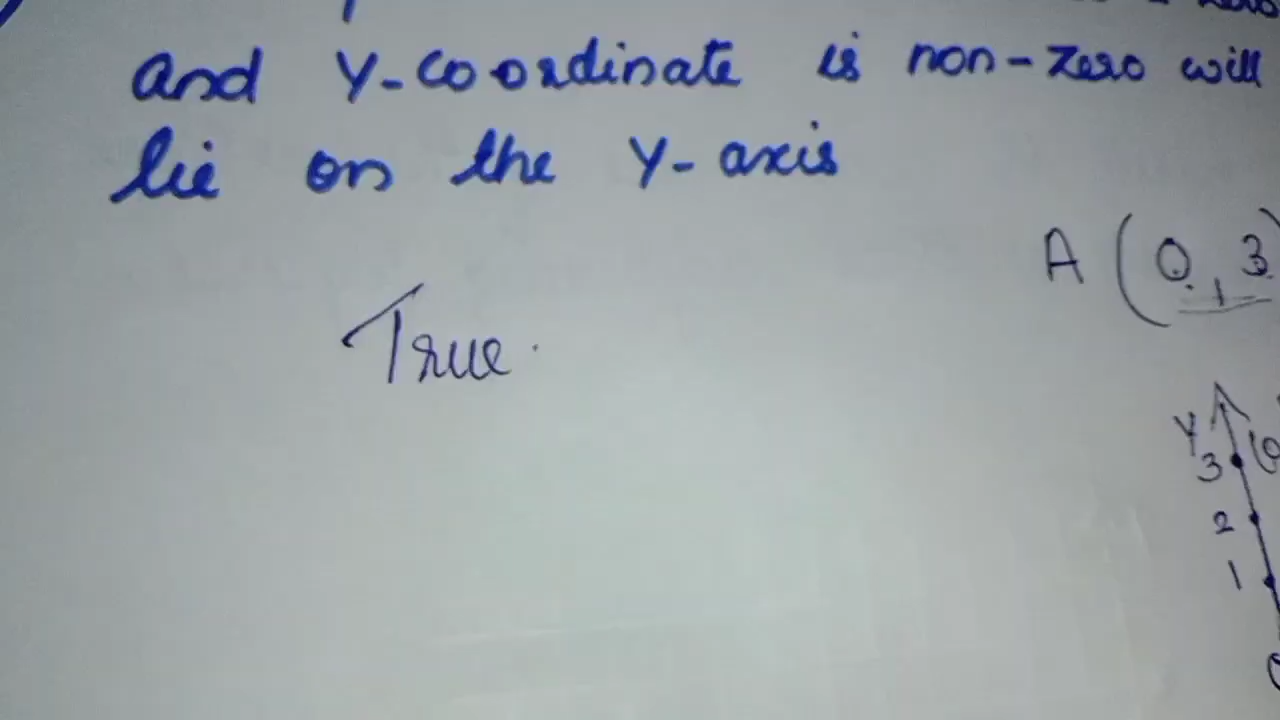 and Y-coordinate is non-zero will
lie on the Y-axis
A (0, 3)
True.
Y
3
2
1